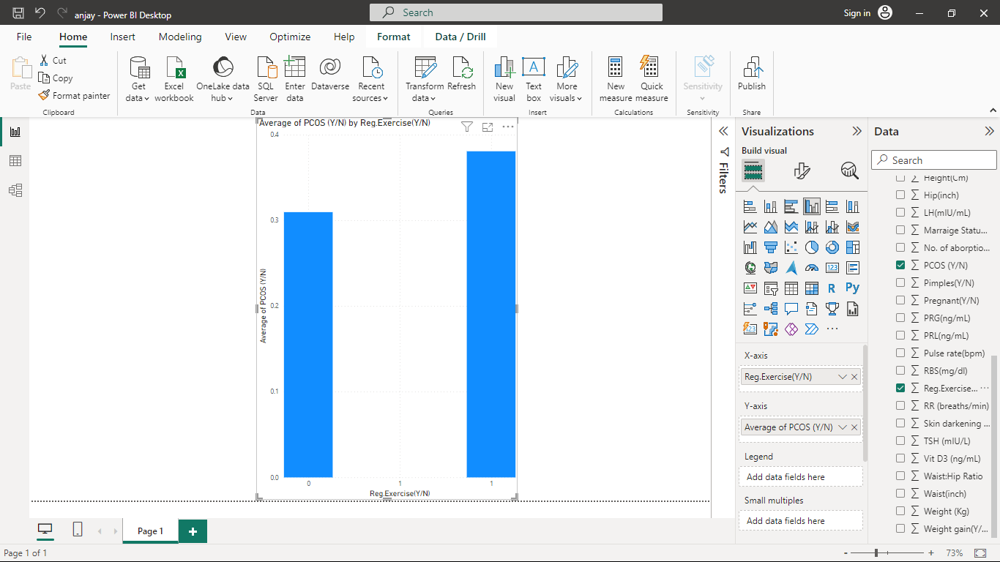 anjay - Power BI Desktop
Search
Sign in
File Home Insert Modeling View Optimize Help Format Data / Drill
Paste
Cut
Copy
Format painter
Clipboard
Get data
Excel workbook
OneLake data hub
SQL Server
Enter data
Dataverse
Recent sources
Data
Transform data
Refresh
Queries
New visual
Text box
More visuals
Insert
New measure
Quick measure
Calculations
Sensitivity
Sensitivity
Publish
Share
Average of PCOS (Y/N) by Reg.Exercise(Y/N)
0.4
0.3
0.2
0.1
0.0
Average of PCOS (Y/N)
0 1 1
Reg.Exercise(Y/N)
Filters
Visualizations
Build visual
123
R
Py
123
X-axis
Reg.Exercise(Y/N)
Y-axis
Average of PCOS (Y/N)
Legend
Add data fields here
Small multiples
Add data fields here
Data
Search
Height(Cm)
Hip(inch)
LH(mIU/mL)
Marraige Statu...
No. of aborptio...
PCOS (Y/N)
Pimples(Y/N)
Pregnant(Y/N)
PRG(ng/mL)
PRL(ng/mL)
Pulse rate(bpm)
RBS(mg/dl)
Reg.Exercise... ...
RR (breaths/min)
Skin darkening ...
TSH (mIU/L)
Vit D3 (ng/mL)
Waist:Hip Ratio
Waist(inch)
Weight (Kg)
Weight gain(Y/...
Page 1
Page 1 of 1
- + 73%